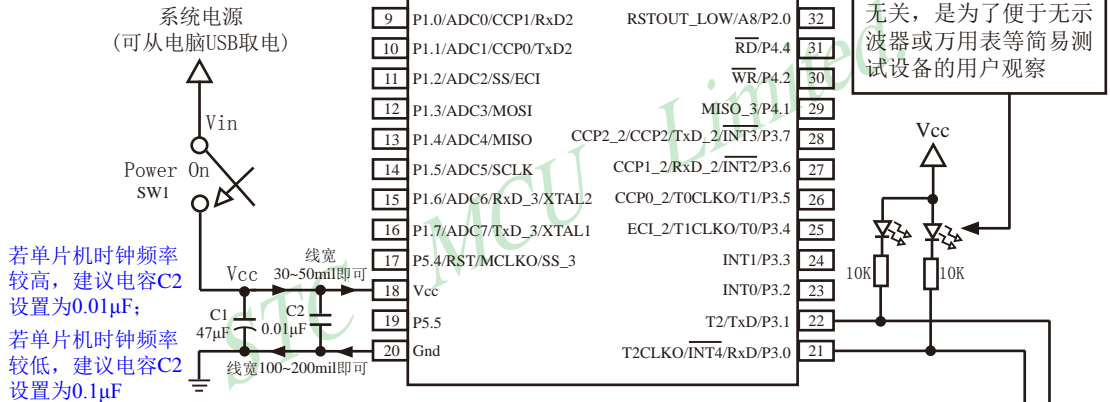 系统电源
(可从电脑USB取电)
Vin
Power On
SW1
若单片机时钟频率
较高，建议电容C2
设置为0.01μF；
若单片机时钟频率
较低，建议电容C2
设置为0.1μF
Vcc
线宽
30~50mil即可
C1
47μF
C2
0.01μF
线宽100~200mil即可
9 P1.0/ADC0/CCP1/RxD2
10 P1.1/ADC1/CCP0/TxD2
11 P1.2/ADC2/SS/ECI
12 P1.3/ADC3/MOSI
13 P1.4/ADC4/MISO
14 P1.5/ADC5/SCLK
15 P1.6/ADC6/RxD_3/XTAL2
16 P1.7/ADC7/TxD_3/XTAL1
17 P5.4/RST/MCLKO/SS_3
18 Vcc
19 P5.5
20 Gnd
RSTOUT_LOW/A8/P2.0 32
RD/P4.4 31
WR/P4.2 30
MISO_3/P4.1 29
CCP2_2/CCP2/TxD_2/INT3/P3.7 28
CCP1_2/RxD_2/INT2/P3.6 27
CCP0_2/T0CLKO/T1/P3.5 26
ECI_2/T1CLKO/T0/P3.4 25
INT1/P3.3 24
INT0/P3.2 23
T2/TxD/P3.1 22
T2CLKO/INT4/RxD/P3.0 21
无关，是为了便于无示
波器或万用表等简易测
试设备的用户观察
Vcc
10K
10K
STC MCU Limited.